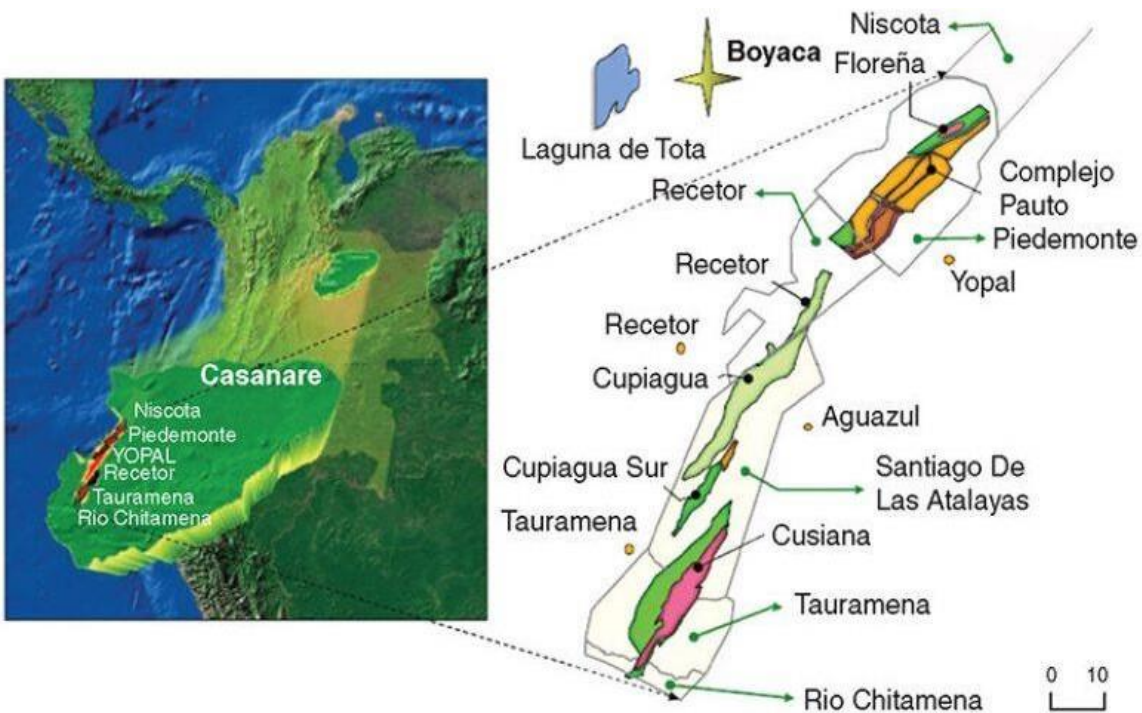 Casanare
Niscota
Piedemonte
YOPAL
Recetor
Tauramena
Rio Chitamena
Niscota
Boyaca
Floreña
Laguna de Tota
Complejo
Pauto
Recetor
Piedemonte
Recetor
Yopal
Recetor
Cupiagua
Aguazul
Cupiagua Sur
Santiago De
Las Atalayas
Tauramena
Cusiana
Tauramena
Rio Chitamena
0 10